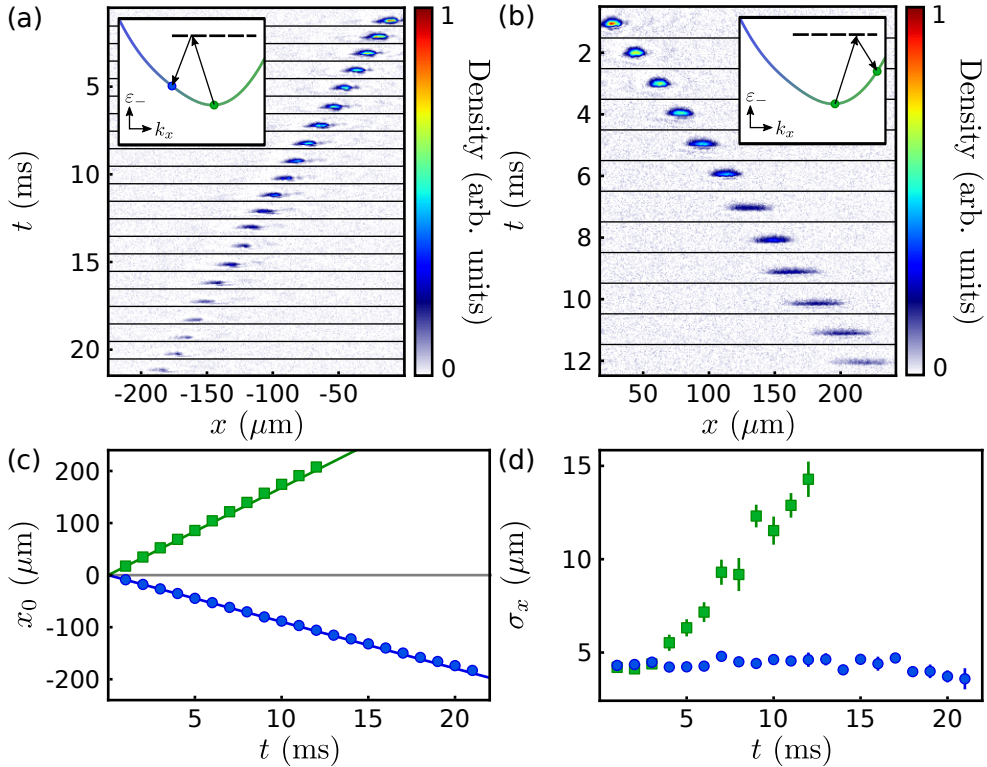 (a)
ε₋
kₓ
t (ms)
5
10
15
20
-200 -150 -100 -50
x (μm)
1
0
Density (arb. units)
(b)
ε₋
kₓ
t (ms)
2
4
6
8
10
12
50 100 150 200
x (μm)
1
0
Density (arb. units)
(c)
x₀ (μm)
200
100
0
-100
-200
5 10 15 20
t (ms)
(d)
σₓ (μm)
15
10
5
5 10 15 20
t (ms)